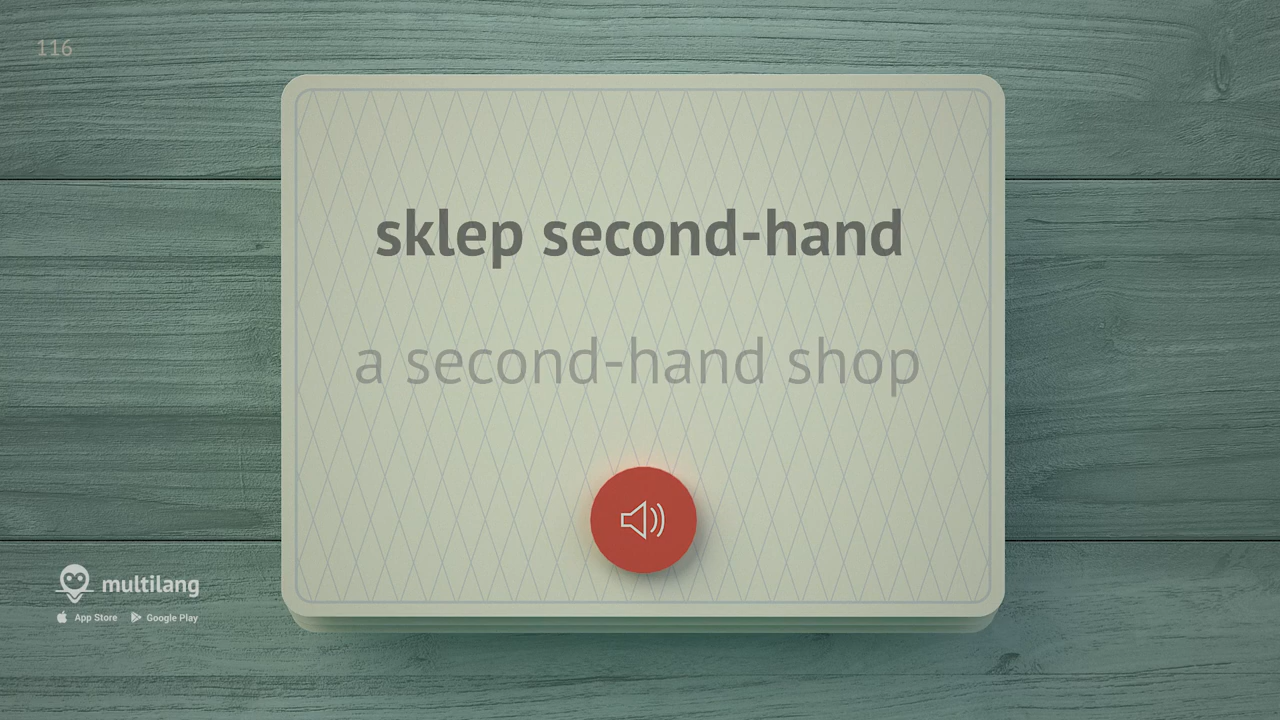 116
sklep second-hand
a second-hand shop
multilang
App Store Google Play